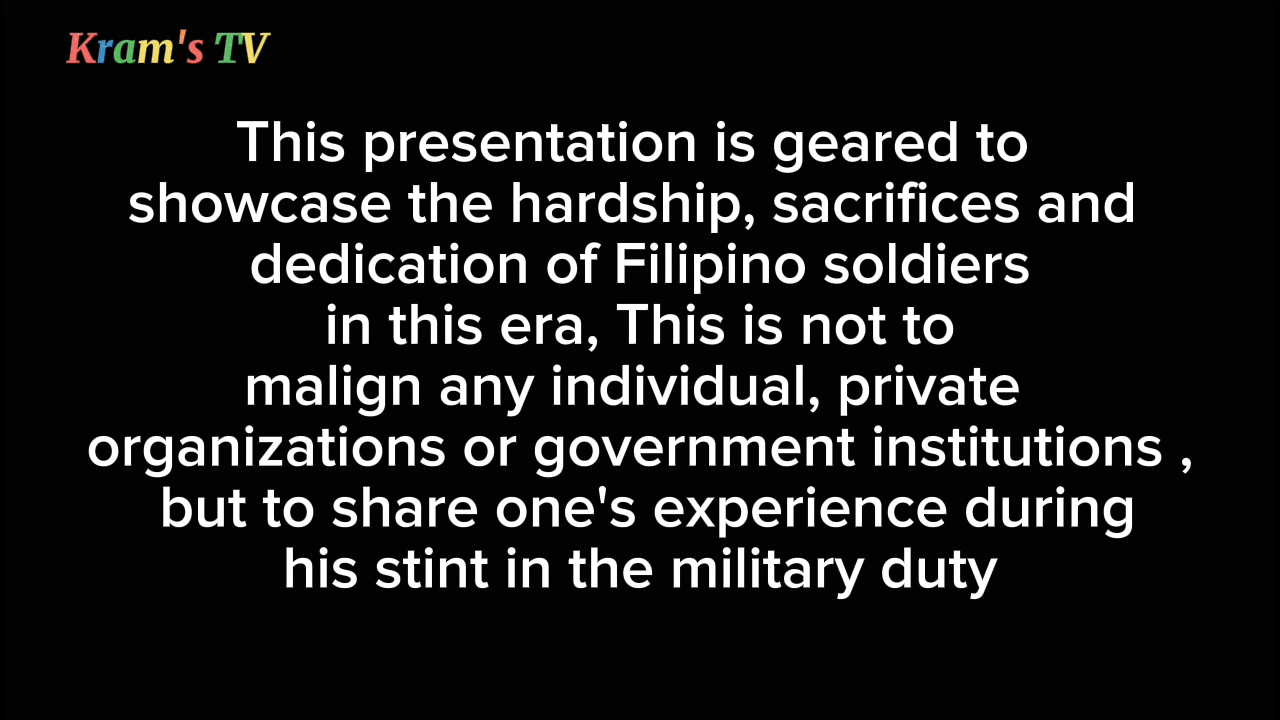 Kram's TV
This presentation is geared to
showcase the hardship, sacrifices and
dedication of Filipino soldiers
in this era, This is not to
malign any individual, private
organizations or government institutions ,
but to share one's experience during
his stint in the military duty